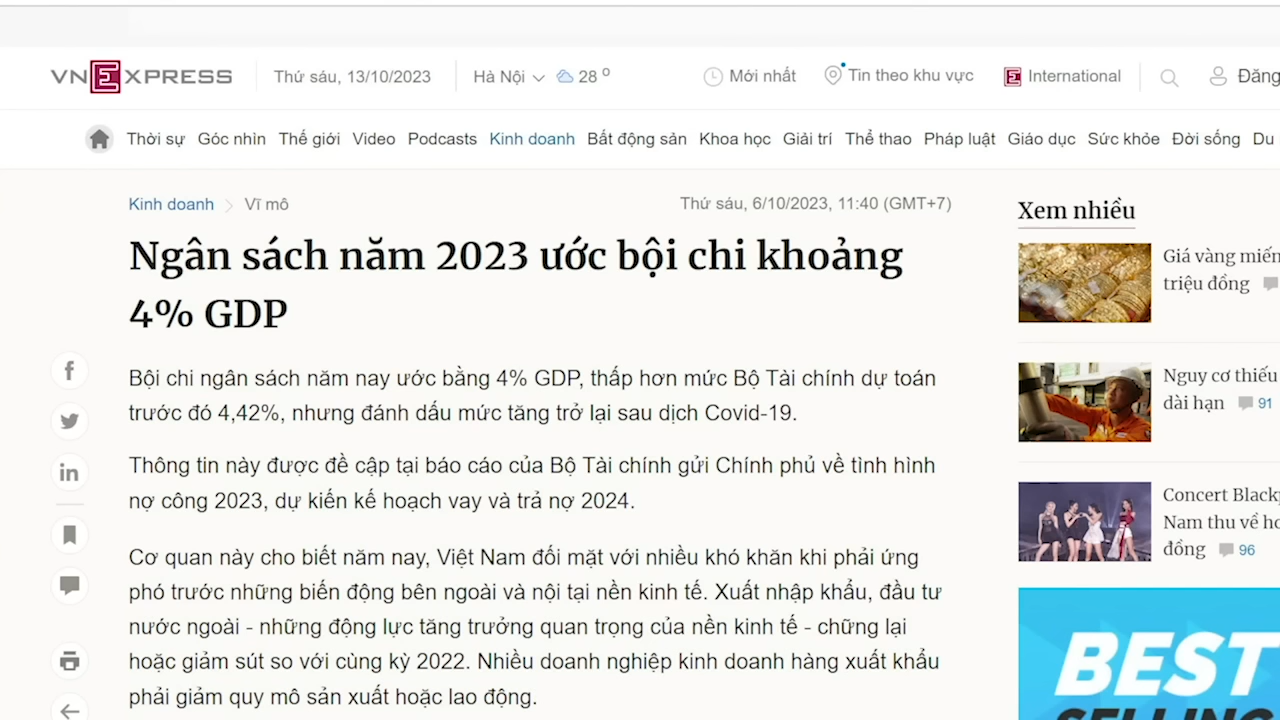 VNEXPRESS
Thứ sáu, 13/10/2023
Hà Nội
28°
Mới nhất
Tin theo khu vực
E
International
Đăng
Thời sự Góc nhìn Thế giới Video Podcasts Kinh doanh Bất động sản Khoa học Giải trí Thể thao Pháp luật Giáo dục Sức khỏe Đời sống Du
Kinh doanh > Vĩ mô
Thứ sáu, 6/10/2023, 11:40 (GMT+7)
Ngân sách năm 2023 ước bội chi khoảng
4% GDP
Bội chi ngân sách năm nay ước bằng 4% GDP, thấp hơn mức Bộ Tài chính dự toán
trước đó 4,42%, nhưng đánh dấu mức tăng trở lại sau dịch Covid-19.
Thông tin này được đề cập tại báo cáo của Bộ Tài chính gửi Chính phủ về tình hình
nợ công 2023, dự kiến kế hoạch vay và trả nợ 2024.
Cơ quan này cho biết năm nay, Việt Nam đối mặt với nhiều khó khăn khi phải ứng
phó trước những biến động bên ngoài và nội tại nền kinh tế. Xuất nhập khẩu, đầu tư
nước ngoài - những động lực tăng trưởng quan trọng của nền kinh tế - chững lại
hoặc giảm sút so với cùng kỳ 2022. Nhiều doanh nghiệp kinh doanh hàng xuất khẩu
phải giảm quy mô sản xuất hoặc lao động.
Xem nhiều
Giá vàng miến
triệu đồng
Nguy cơ thiếu
dài hạn 91
Concert Blackp
Nam thu về h
đồng 96
BEST
SELLING